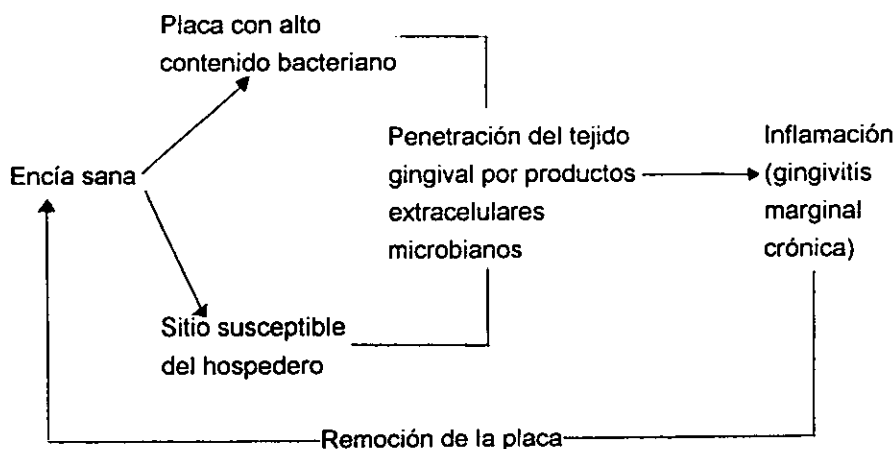 Placa con alto
contenido bacteriano
Encía sana
Penetración del tejido
gingival por productos
extracelulares
microbianos
Inflamación
(gingivitís
marginal
crónica)
Sitio susceptible
del hospedero
Remoción de la placa